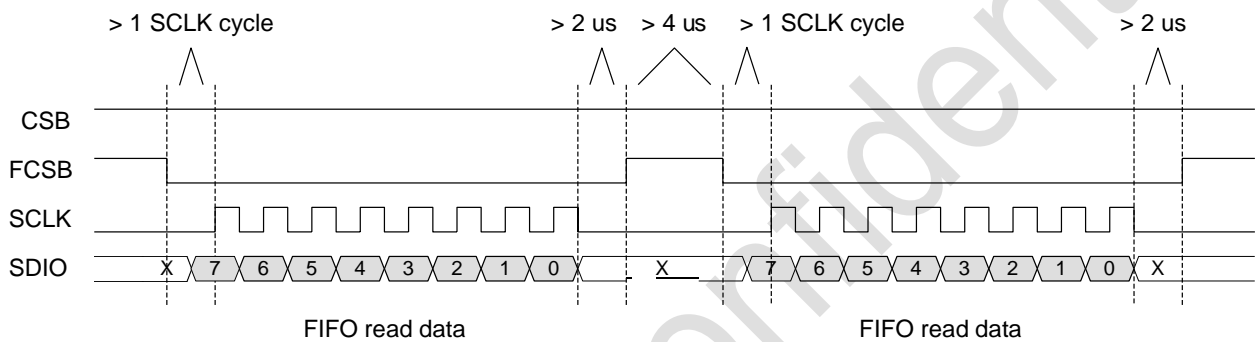 > 1 SCLK cycle > 2 us > 4 us > 1 SCLK cycle > 2 us
CSB
FCSB
SCLK
SDIO X 7 6 5 4 3 2 1 0 X 7 6 5 4 3 2 1 0 X
FIFO read data FIFO read data
onfident